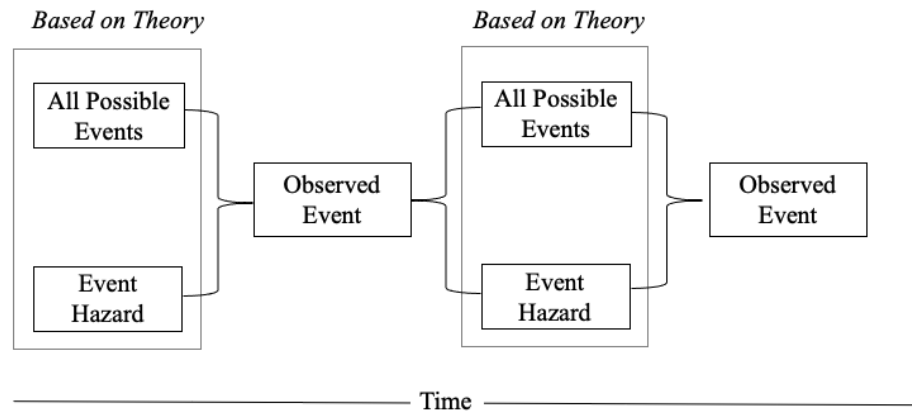 Based on Theory
Based on Theory
All Possible
Events
Observed
Event
Event
Hazard
All Possible
Events
Observed
Event
Event
Hazard
Time